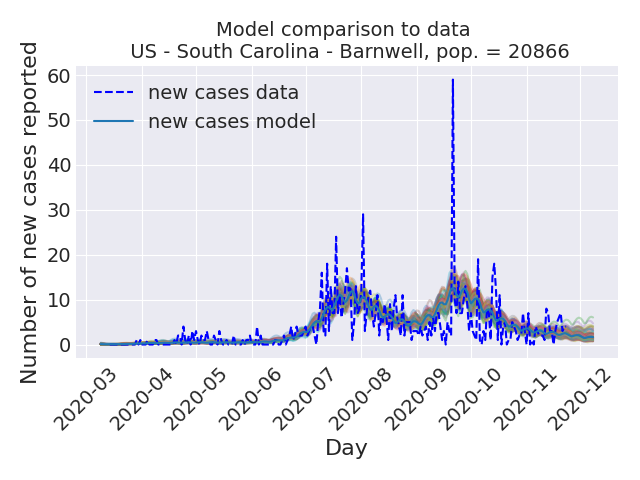 Model comparison to data
US - South Carolina - Barnwell, pop. = 20866
Number of new cases reported
60
50
40
30
20
10
0
new cases data
new cases model
2020-03
2020-04
2020-05
2020-06
2020-07
2020-08
2020-09
2020-10
2020-11
2020-12
Day